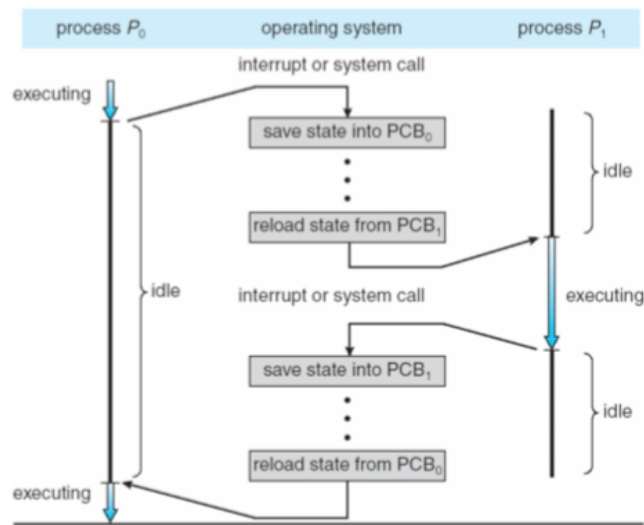 process P₀ operating system process P₁
interrupt or system call
executing
save state into PCB₀
idle
reload state from PCB₁
idle
interrupt or system call
executing
save state into PCB₁
idle
reload state from PCB₀
executing